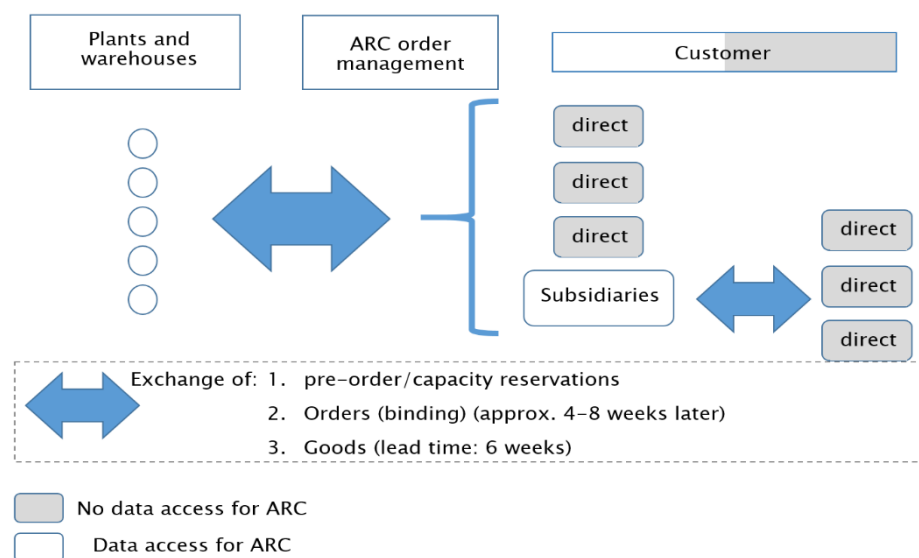 Plants and
warehouses
ARC order
management
Customer
direct
direct
direct
Subsidiaries
direct
direct
direct
Exchange of: 1. pre-order/capacity reservations
2. Orders (binding) (approx. 4-8 weeks later)
3. Goods (lead time: 6 weeks)
No data access for ARC
Data access for ARC